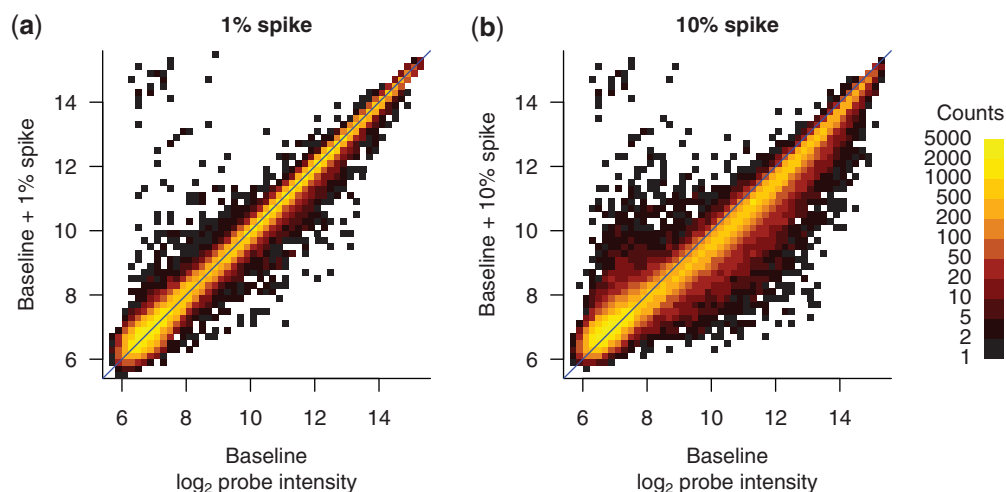 (a)
1% spike
Baseline + 1% spike
14
12
10
8
6
6 8 10 12 14
Baseline
log₂ probe intensity
(b)
10% spike
Baseline + 10% spike
14
12
10
8
6
6 8 10 12 14
Baseline
log₂ probe intensity
Counts
5000
2000
1000
500
200
100
50
20
10
5
2
1